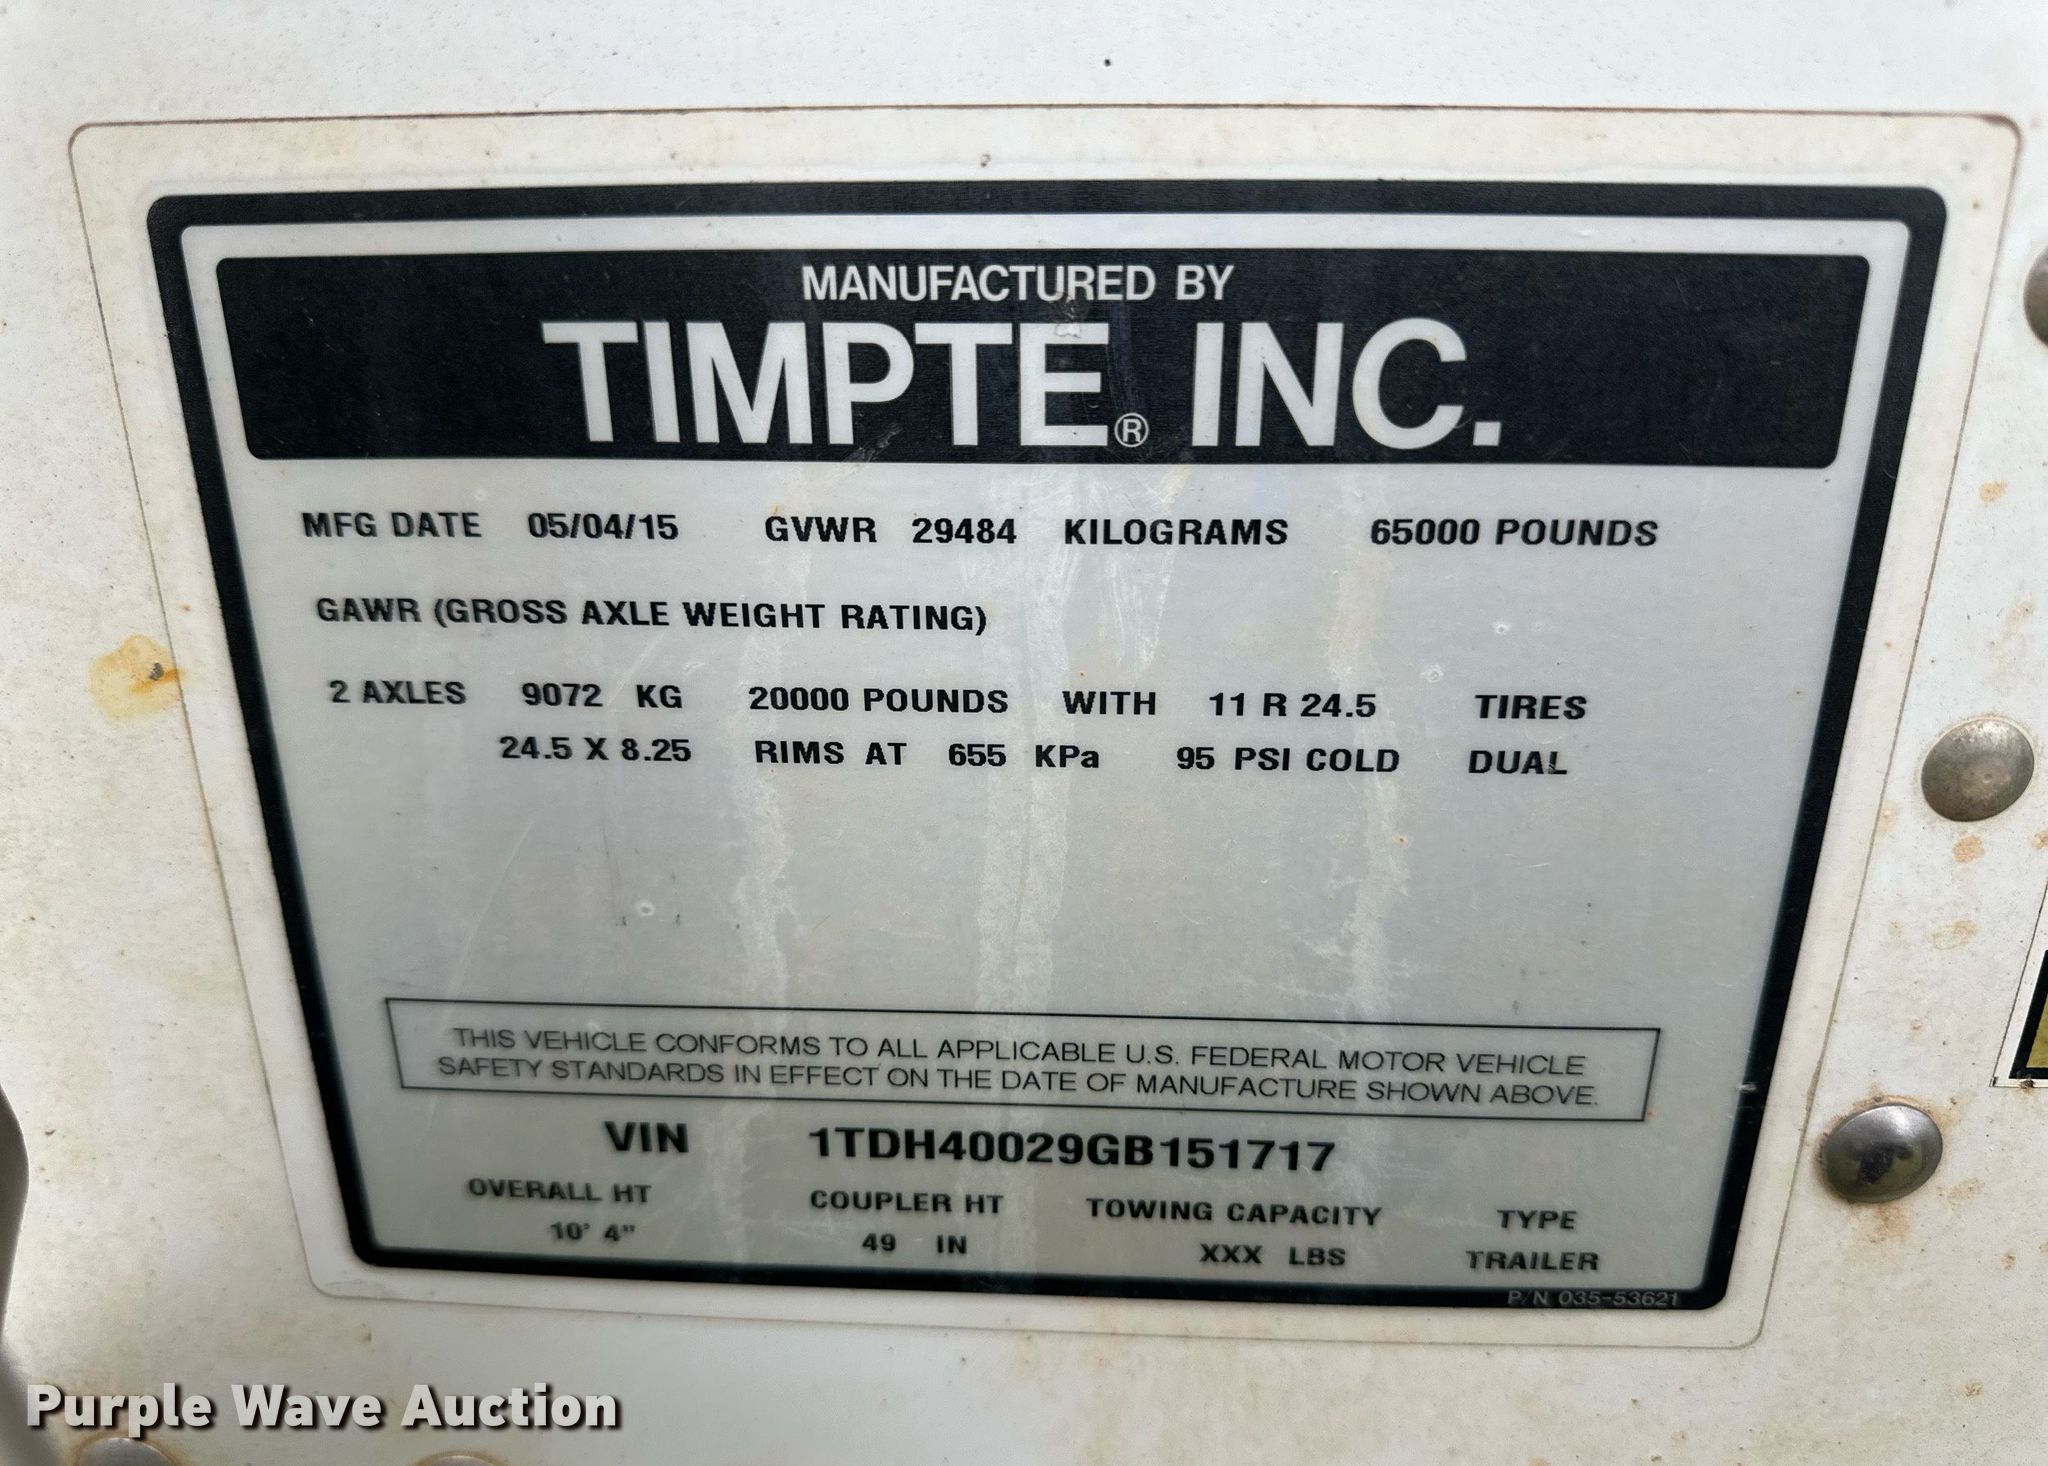 MANUFACTURED BY
TIMPTE® INC.
MFG DATE 05/04/15 GVWR 29484 KILOGRAMS 65000 POUNDS
GAWR (GROSS AXLE WEIGHT RATING)
2 AXLES 9072 KG 20000 POUNDS WITH 11 R 24.5 TIRES
24.5 X 8.25 RIMS AT 655 KPa 95 PSI COLD DUAL
THIS VEHICLE CONFORMS TO ALL APPLICABLE U.S. FEDERAL MOTOR VEHICLE
SAFETY STANDARDS IN EFFECT ON THE DATE OF MANUFACTURE SHOWN ABOVE.
VIN 1TDH40029GB151717
OVERALL HT COUPLER HT TOWING CAPACITY TYPE
10' 4" 49 IN XXX LBS TRAILER
P/N 035-53621
Purple Wave Auction